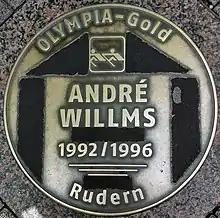 OLYMPIA-Gold
ANDRÉ
WILLMS
1992/1996
Rudern